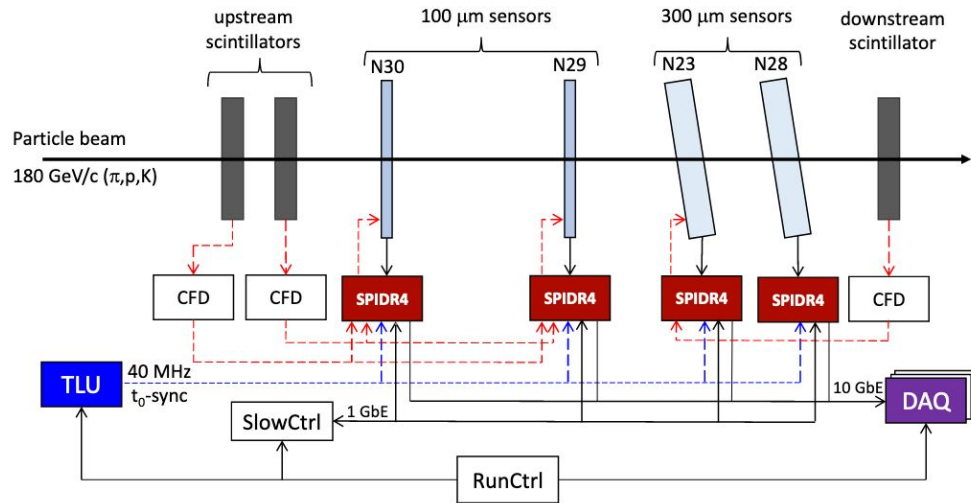 upstream
scintillators
100 μm sensors
300 μm sensors
downstream
scintillator
N30
N29
N23
N28
Particle beam
180 GeV/c (π,p,K)
CFD
CFD
SPIDR4
SPIDR4
SPIDR4
SPIDR4
CFD
TLU
40 MHz
t₀-sync
SlowCtrl
1 GbE
10 GbE
DAQ
RunCtrl